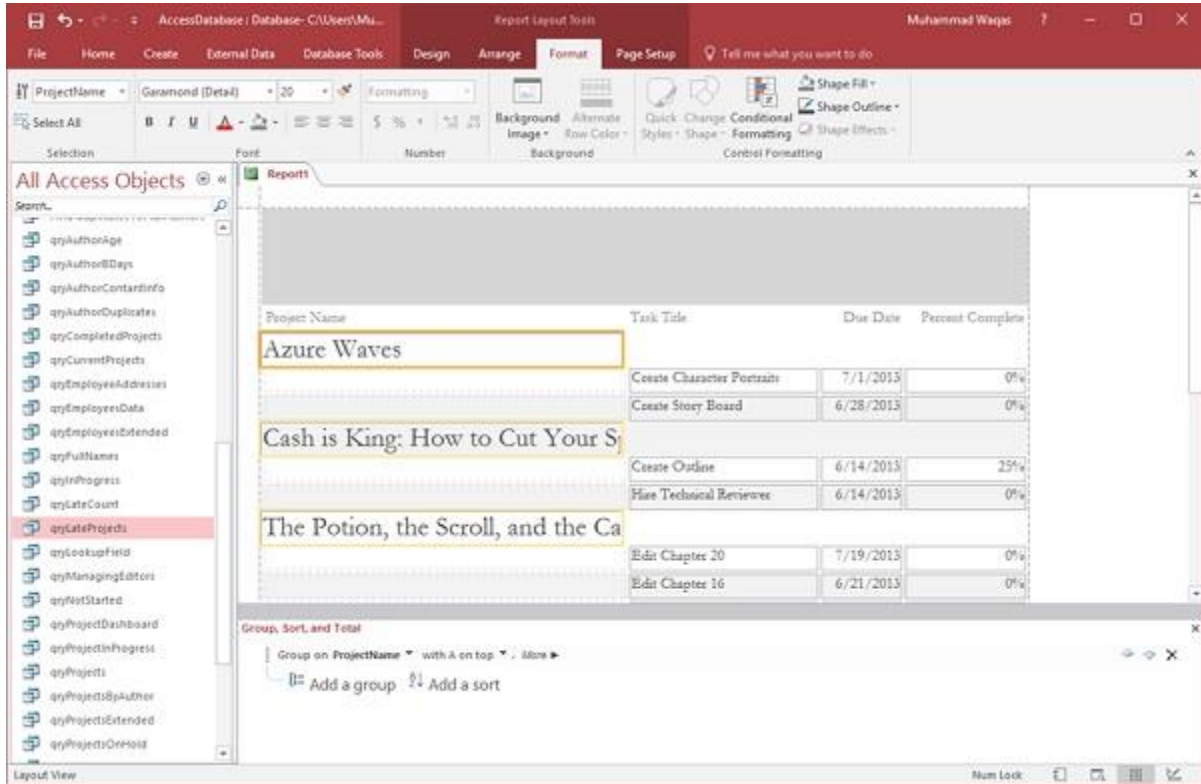 AccessDatabase : Database- C:\Users\Mu... Report Layout Tools Muhammad Waqas ?
File Home Create External Data Database Tools Design Arrange Format Page Setup Tell me what you want to do
ProjectName Garamond (Detail) 20 Formatting
Select All B I U $ %
Background Image Alternate Row Color
Quick Styles Change Shape Conditional Formatting
Shape Fill
Shape Outline
Shape Effects
Selection Font Number Background Control Formatting
All Access Objects
Search...
qryAuthorAge
qryAuthorBDays
qryAuthorContantInfo
qryAuthorDuplicates
qryCompletedProjects
qryCurrentProjects
qryEmployeeAddresses
qryEmployeesData
qryEmployeesExtended
qryFullNames
qryInProgress
qryLateCount
qryLateProjects
qryLookupField
qryManagingEditors
qryNotStarted
qryProjectDashboard
qryProjectInProgress
qryProjects
qryProjectsByAuthor
qryProjectsExtended
qryProjectsOnHold
Report1
Project Name Task Title Due Date Percent Complete
Azure Waves
Create Character Portraits 7/1/2013 0%
Create Story Board 6/28/2013 0%
Cash is King: How to Cut Your Sp
Create Outline 6/14/2013 25%
Hire Technical Reviewer 6/14/2013 0%
The Potion, the Scroll, and the Ca
Edit Chapter 20 7/19/2013 0%
Edit Chapter 16 6/21/2013 0%
Group, Sort, and Total
Group on ProjectName with A on top , More
Add a group Add a sort
Layout View Num Lock